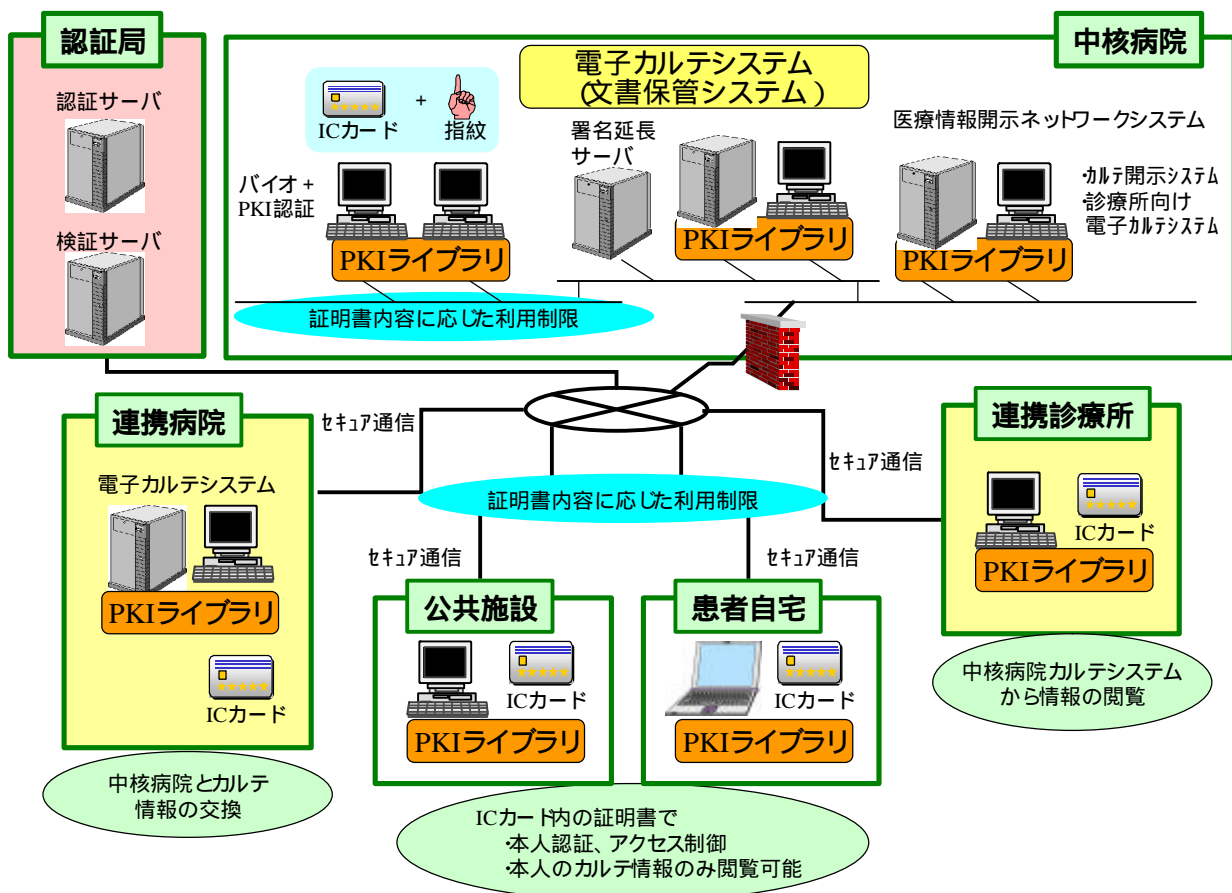 認証局
認証サーバ
検証サーバ
中核病院
電子カルテシステム
(文書保管システム)
ICカード
+
指紋
バイオ +
PKI認証
PKIライブラリ
署名延長
サーバ
PKIライブラリ
医療情報開示ネットワークシステム
・ｶﾙﾃ開示ｼｽﾃﾑ
・診療所向け
電子ｶﾙﾃｼｽﾃﾑ
PKIライブラリ
証明書内容に応じた利用制限
連携病院
電子カルテシステム
PKIライブラリ
ICカード
中核病院とカルテ
情報の交換
ｾｷｭｱ通信
証明書内容に応じた利用制限
ｾｷｭｱ通信
ｾｷｭｱ通信
ｾｷｭｱ通信
公共施設
ICカード
PKIライブラリ
患者自宅
ICカード
PKIライブラリ
ICカード内の証明書で
・本人認証、アクセス制御
・本人のカルテ情報のみ閲覧可能
連携診療所
ICカード
PKIライブラリ
中核病院カルテシステム
から情報の閲覧